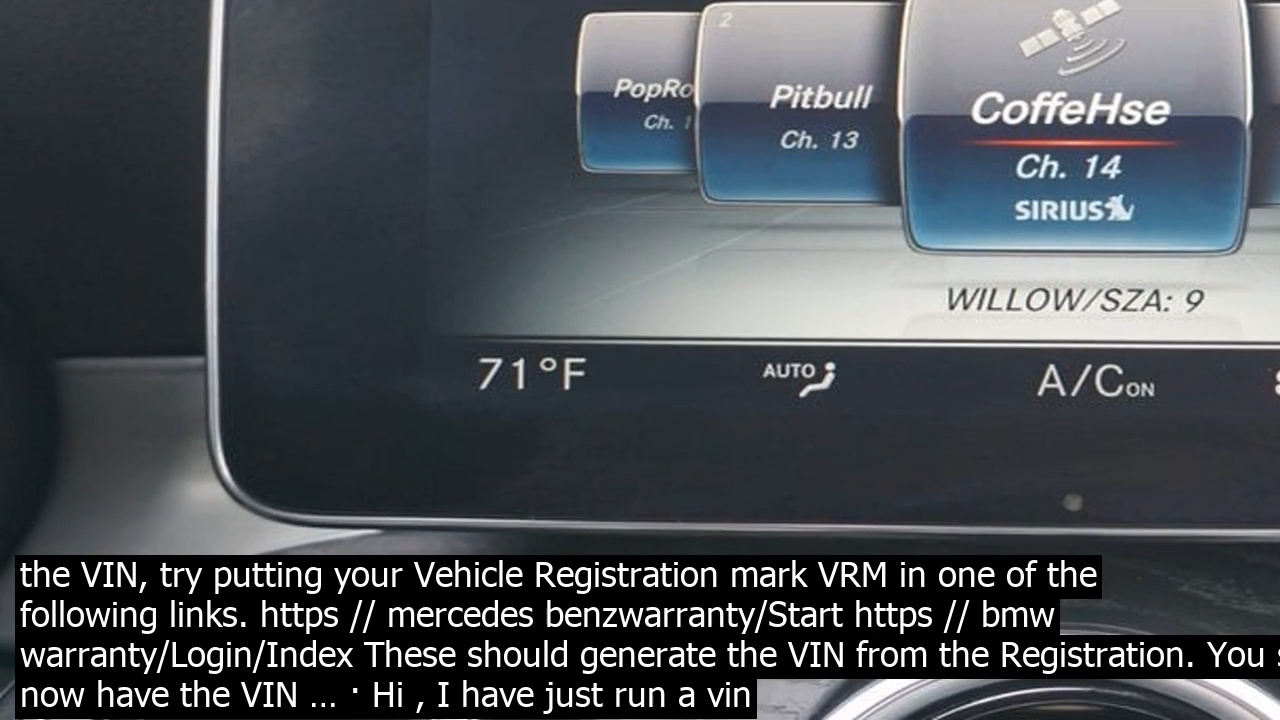 2
PopRo
Ch. 1
Pitbull
Ch. 13
CoffeHse
Ch. 14
SIRIUS
WILLOW/SZA: 9
71°F
AUTO
A/C ON
the VIN, try putting your Vehicle Registration mark VRM in one of the
following links. https // mercedes benzwarranty/Start https // bmw
warranty/Login/Index These should generate the VIN from the Registration. You
now have the VIN ... · Hi , I have just run a vin